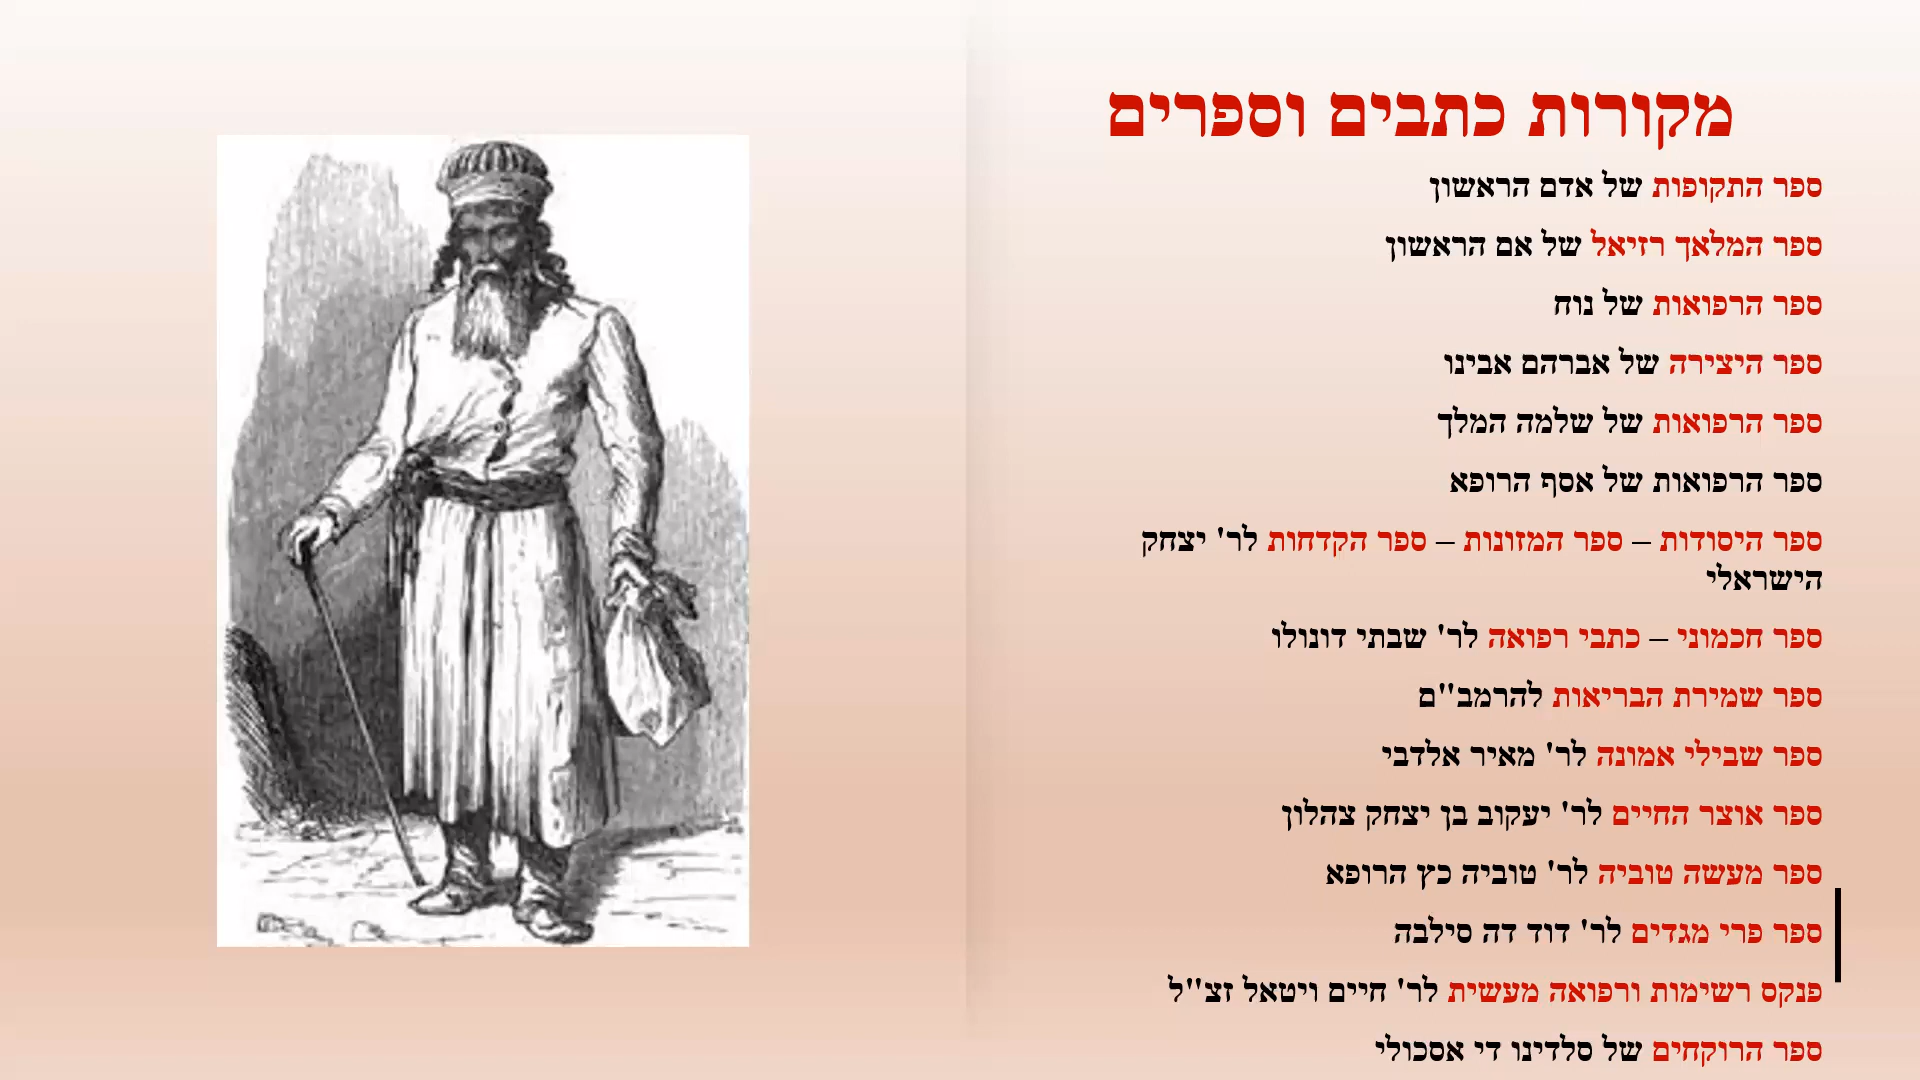 מקורות כתבים וספרים
ספר התקופות של אדם הראשון
ספר המלאך רזיאל של אם הראשון
ספר הרפואות של נוח
ספר היצירה של אברהם אבינו
ספר הרפואות של שלמה המלך
ספר הרפואות של אסף הרופא
ספר היסודות – ספר המזונות – ספר הקדחות לר' יצחק
הישראלי
ספר חכמוני – כתבי רפואה לר' שבתי דונולו
ספר שמירת הבריאות להרמב"ם
ספר שבילי אמונה לר' מאיר אלדבי
ספר אוצר החיים לר' יעקוב בן יצחק צהלון
ספר מעשה טוביה לר' טוביה כץ הרופא
ספר פרי מגדים לר' דוד דה סילבה
פנקס רשימות ורפואה מעשית לר' חיים ויטאל זצ"ל
ספר הרוקחים של סלדינו די אסכולי